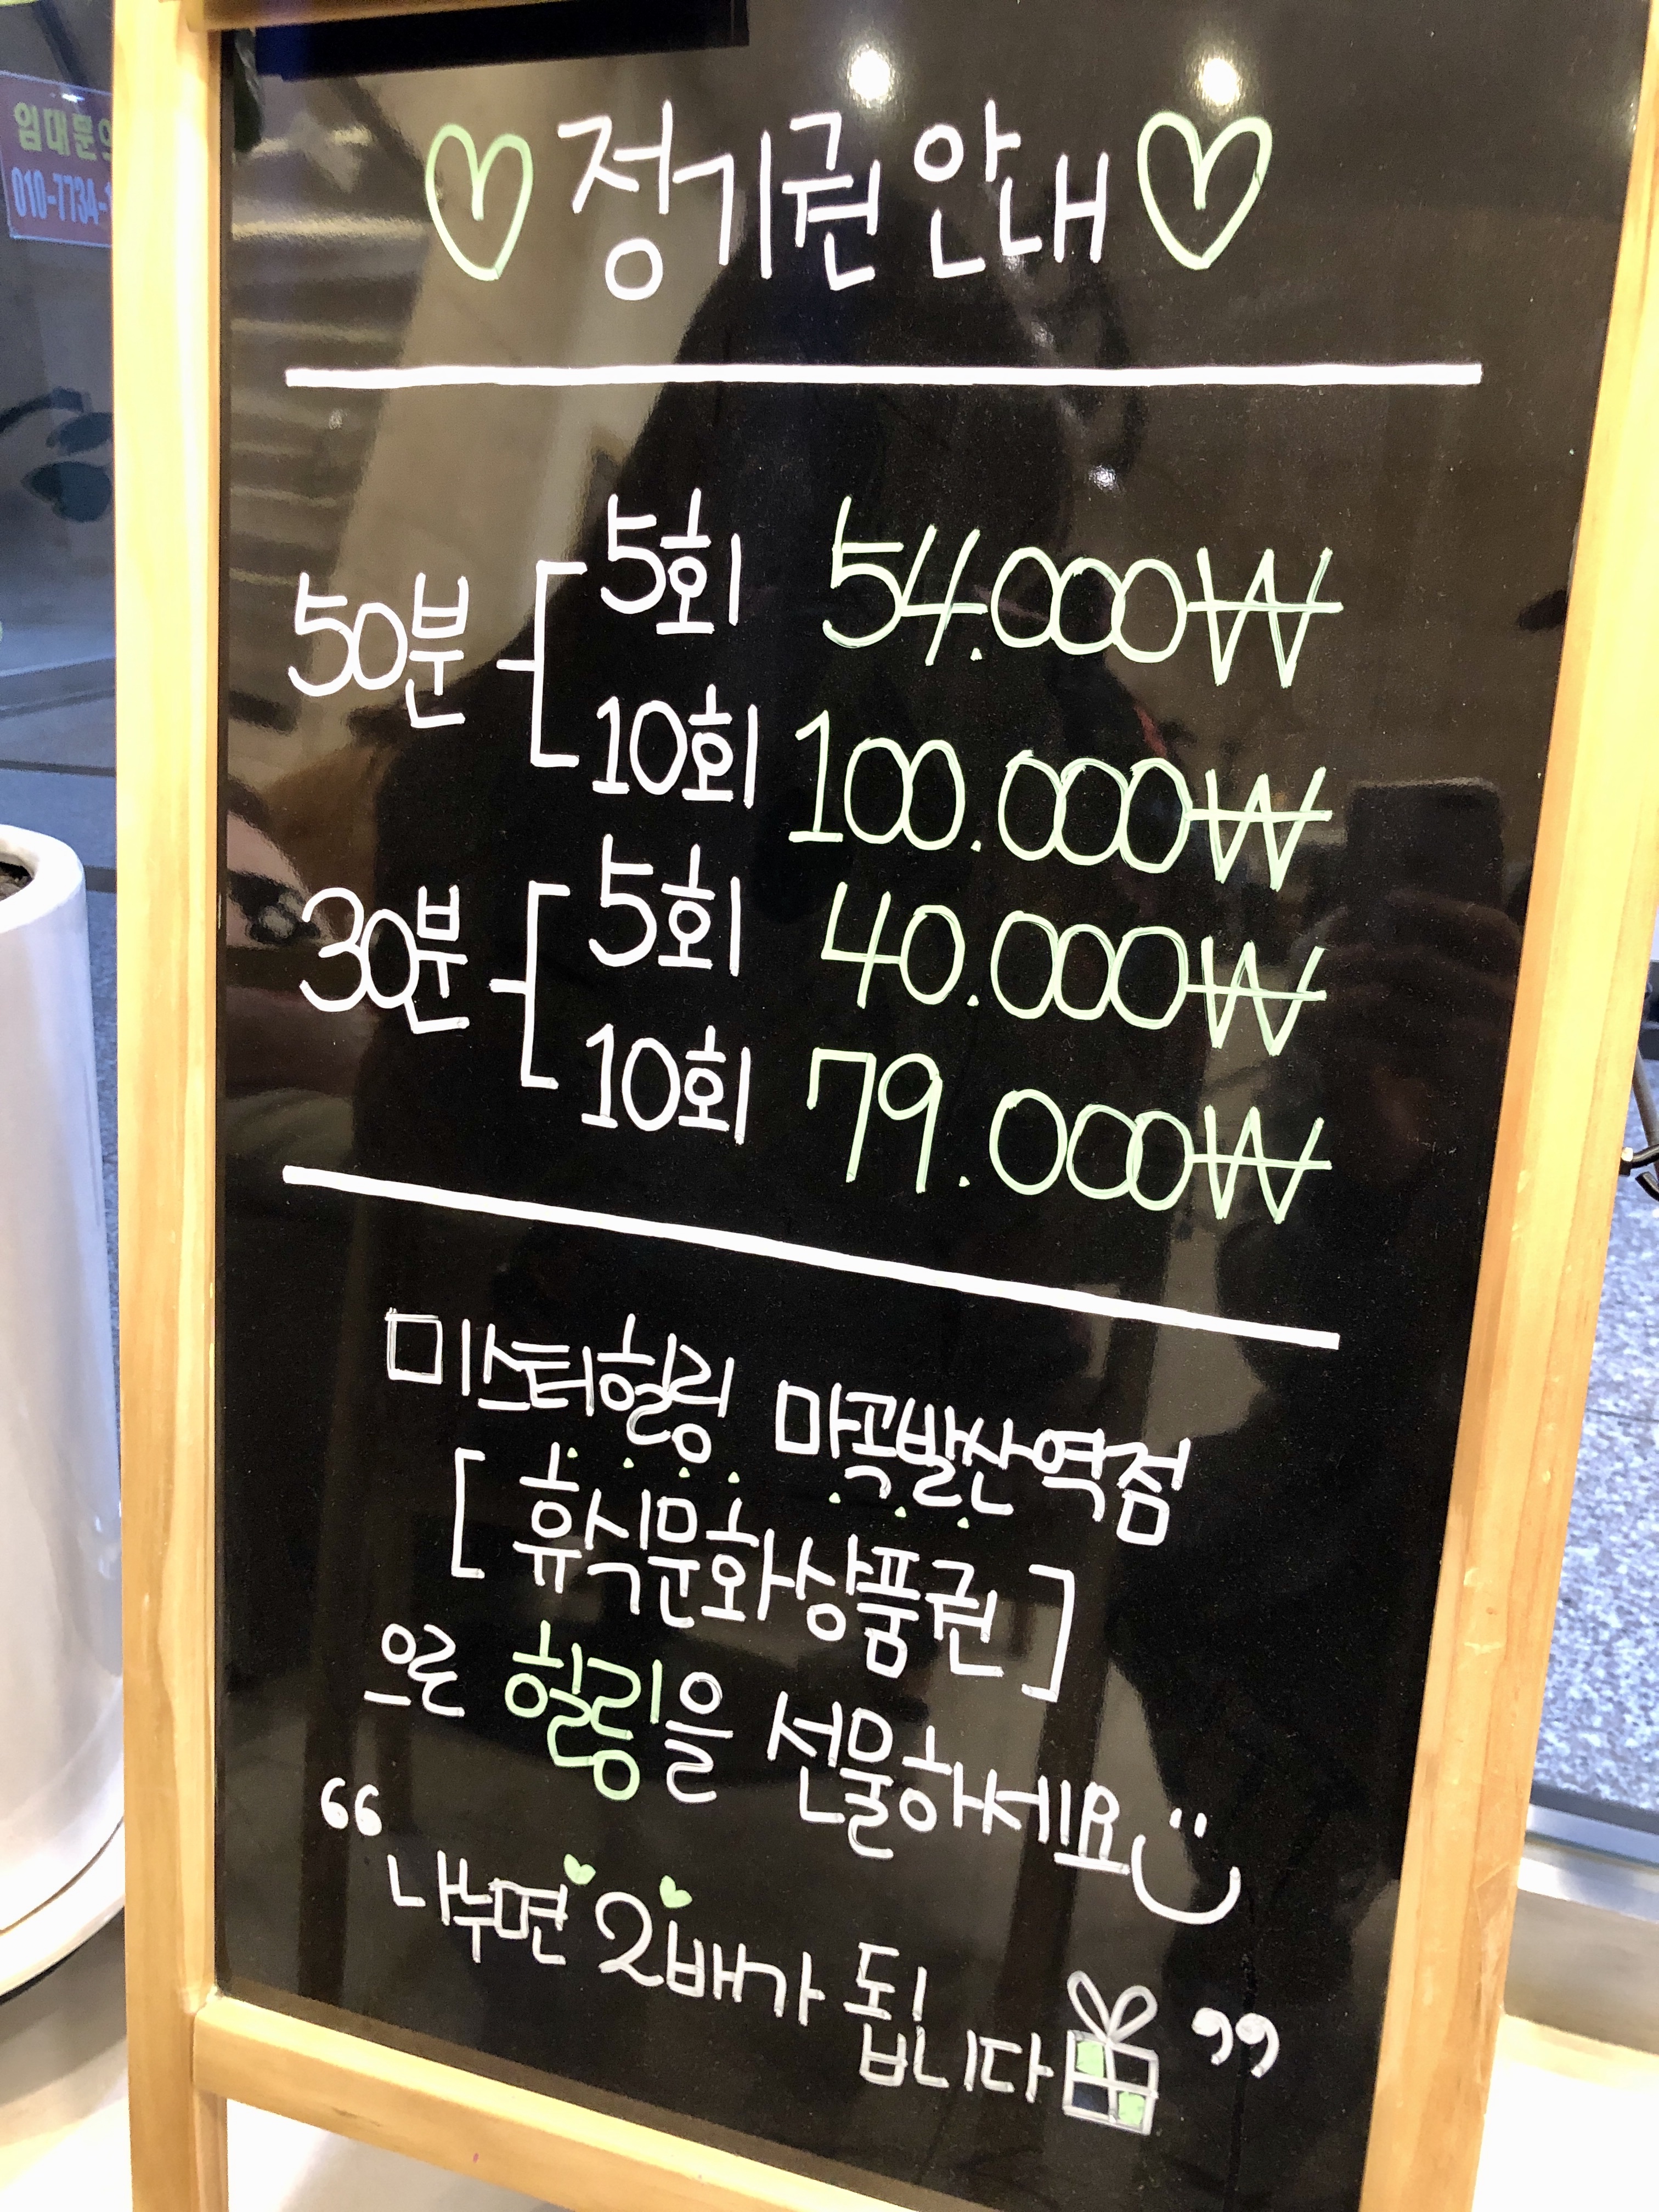 임대문의
010-7734-
정기권 안내
50분
5회 54.000₩
10회 100.000₩
30분
5회 40.000₩
10회 79.000₩
미스터힐링 마곡발산역점
[휴식문화상품권]
으로 힐링을 선물하세요
“나누면 2배가 됩니다”